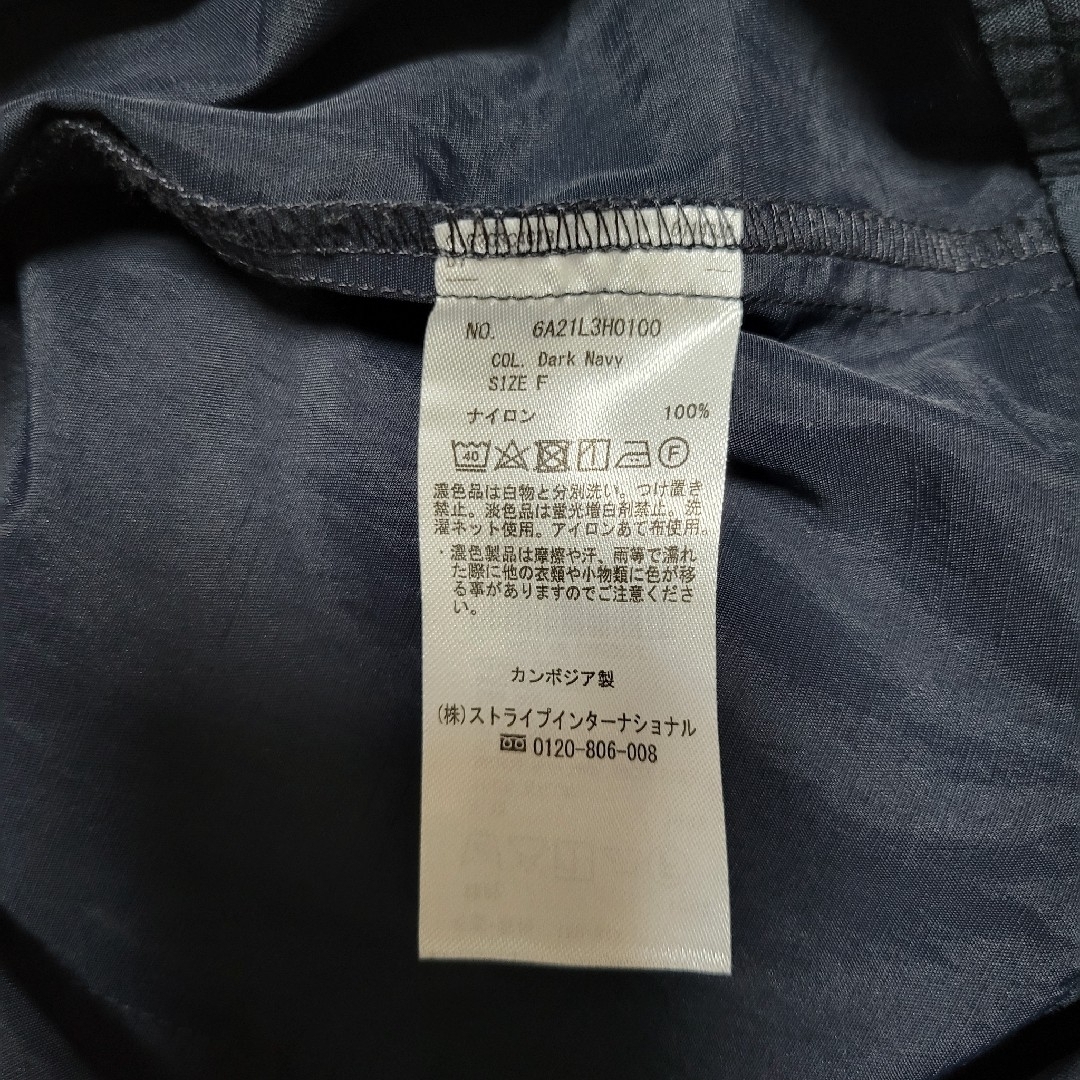 NO. 6A21L3H0100
COL. Dark Navy
SIZE F
ナイロン 100%
40 F
濃色品は白物と分別洗い。つけ置き
禁止。淡色品は蛍光増白剤禁止。洗
濯ネット使用。アイロンあて布使用。
・濃色製品は摩擦や汗、雨等で濡れ
た際に他の衣類や小物類に色が移
る事がありますのでご注意くださ
い。
カンボジア製
(株)ストライプインターナショナル
0120-806-008